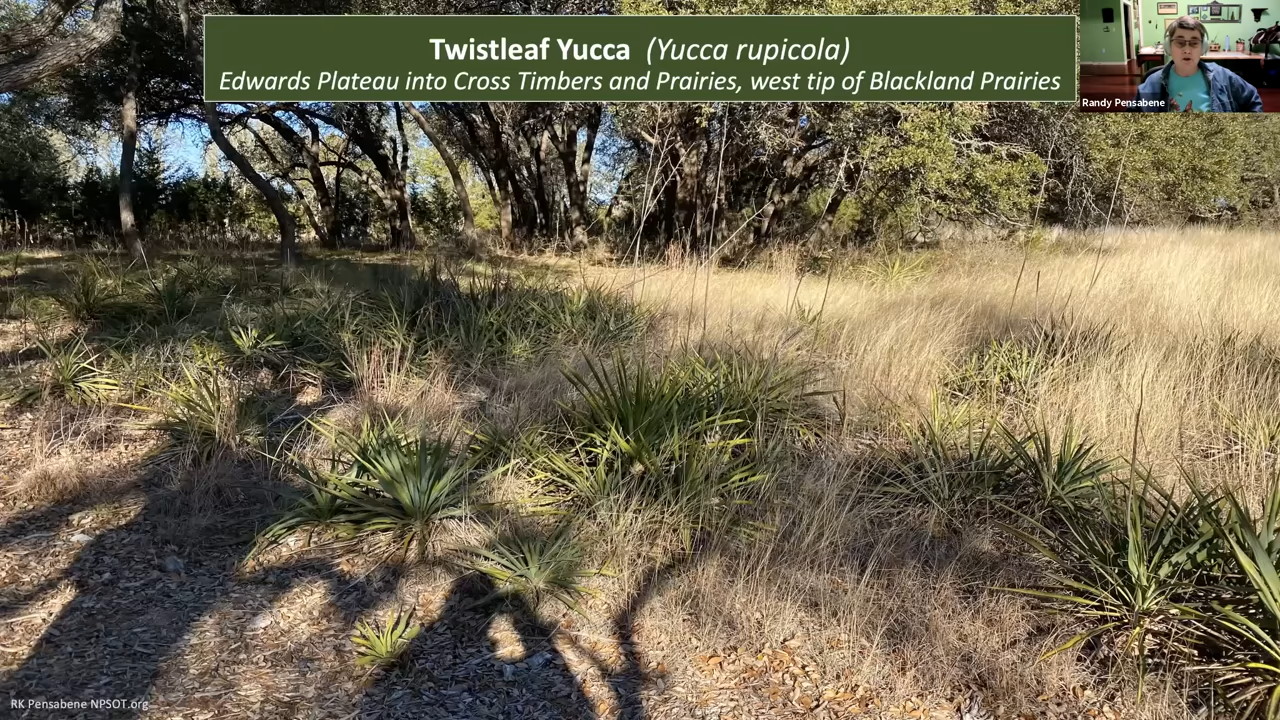 Twistleaf Yucca (Yucca rupicola)
Edwards Plateau into Cross Timbers and Prairies, west tip of Blackland Prairies
Randy Pensabene
RK Pensabene NPSOT.org